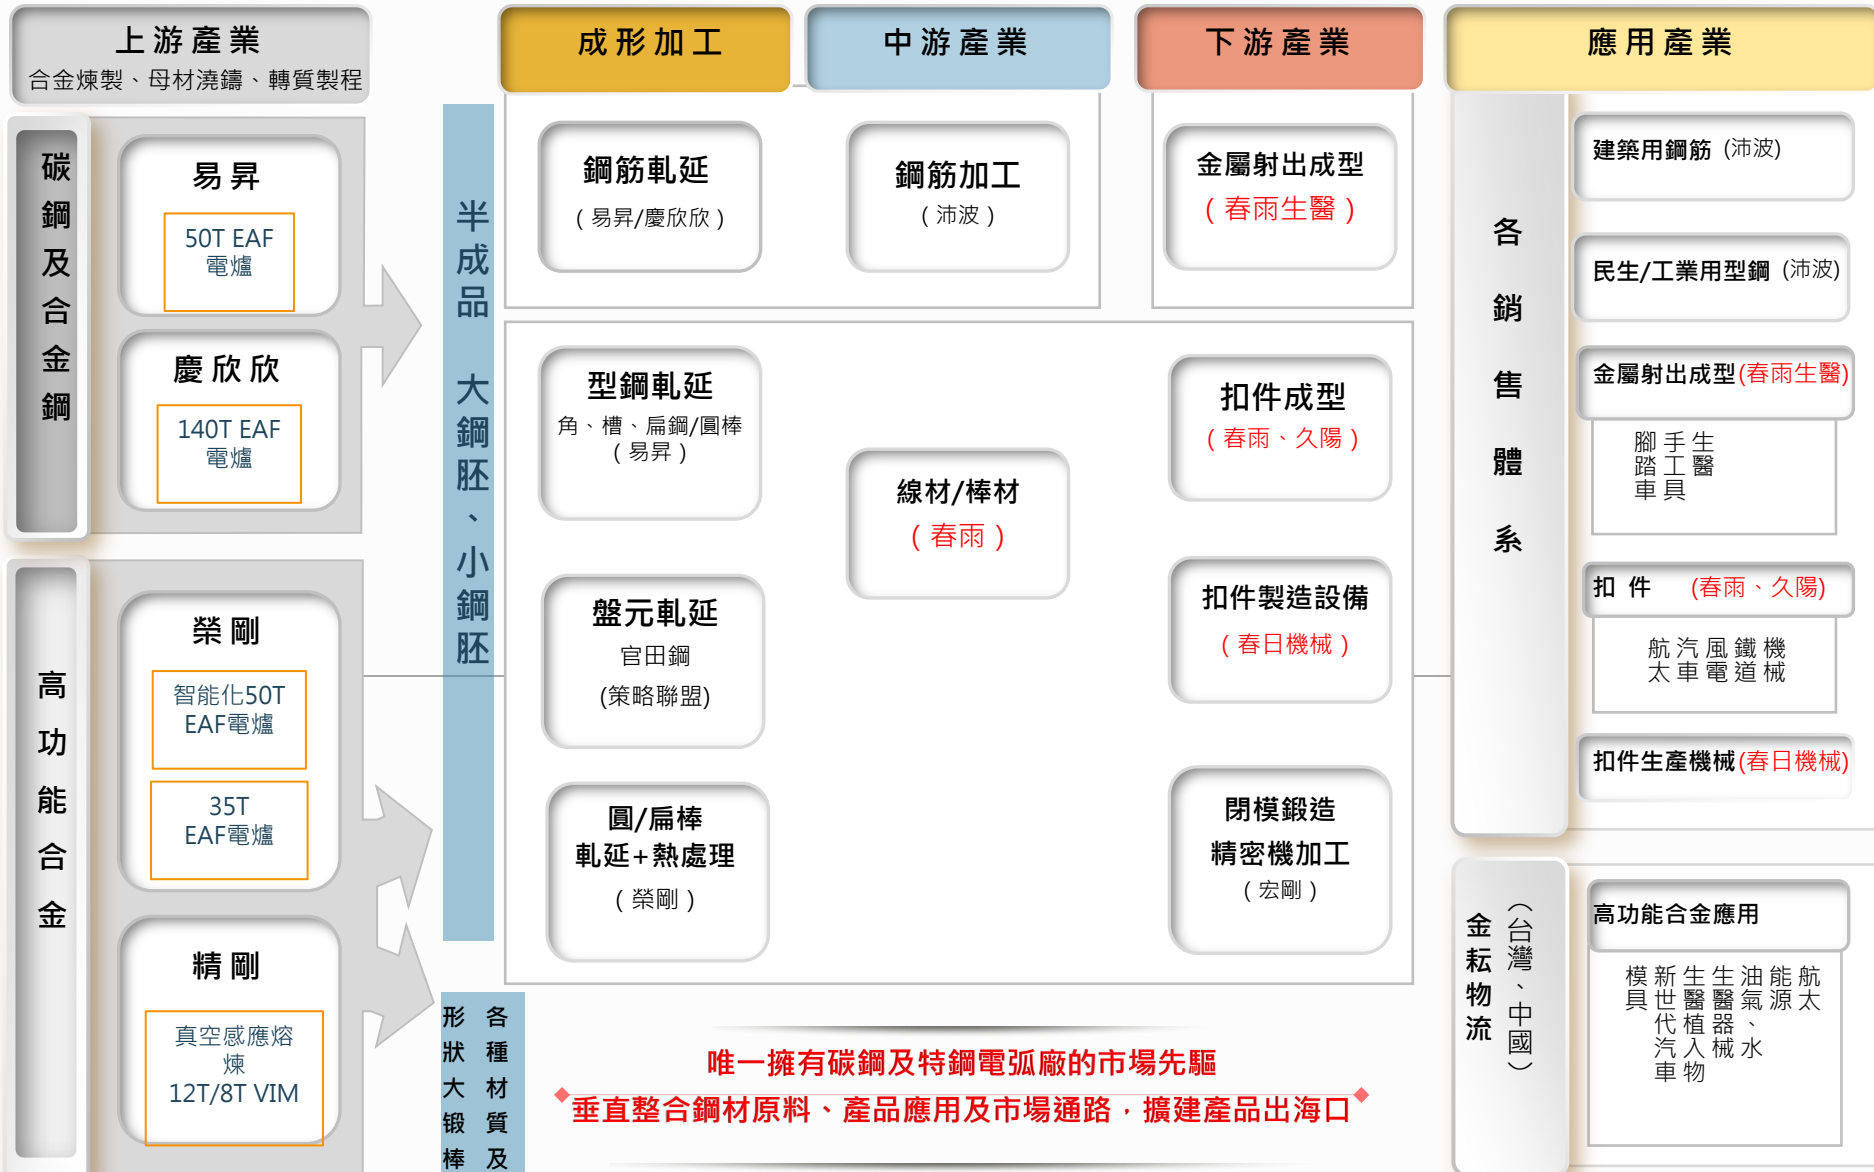 上游產業
合金煉製、母材澆鑄、轉質製程
成形加工
中游產業
下游產業
應用產業
碳鋼及合金鋼
易昇
50T EAF
電爐
慶欣欣
140T EAF
電爐
高功能合金
榮剛
智能化50T
EAF電爐
35T
EAF電爐
精剛
真空感應熔
煉
12T/8T VIM
半成品 大鋼胚、小鋼胚
各種材質及
形狀大锻棒
鋼筋軋延
(易昇/慶欣欣)
鋼筋加工
(沛波)
金屬射出成型
(春雨生醫)
型鋼軋延
角、槽、扁鋼/圓棒
(易昇)
線材/棒材
(春雨)
扣件成型
(春雨、久陽)
盤元軋延
官田鋼
(策略聯盟)
扣件製造設備
(春日機械)
圓/扁棒
軋延+熱處理
(榮剛)
閉模鍛造
精密機加工
(宏剛)
唯一擁有碳鋼及特鋼電弧廠的市場先驅
垂直整合鋼材原料、產品應用及市場通路，擴建產品出海口
各銷售體系
建築用鋼筋 (沛波)
民生/工業用型鋼 (沛波)
金屬射出成型(春雨生醫)
生醫
手工具
腳踏車
扣 件 (春雨、久陽)
機械
鐵道
風電
汽車
航太
扣件生產機械(春日機械)
(台灣、中國)
金耘物流
高功能合金應用
航太
能源
油氣、水
生醫器械
生醫植入物
新世代汽車
模具